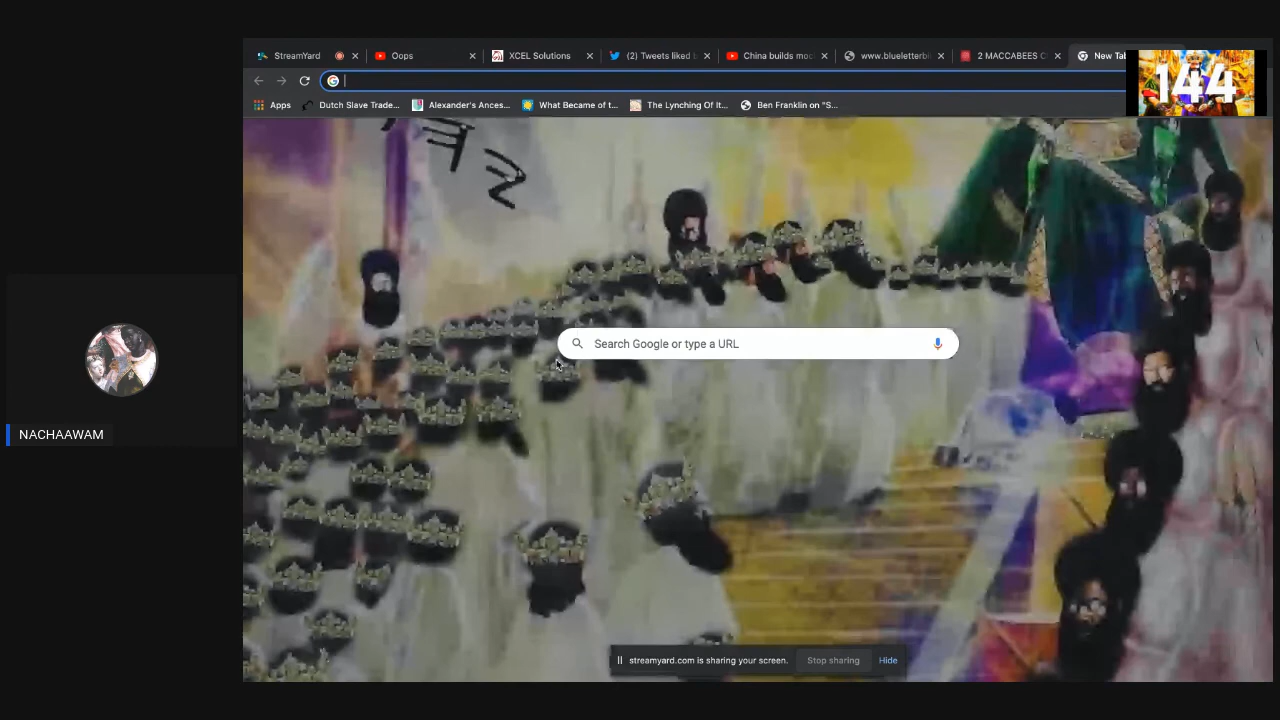 StreamYard
Oops
XCEL Solutions
(2) Tweets liked b
China builds moc
www.blueletterbi
2 MACCABEES C
New Tab
144
Apps
Dutch Slave Trade...
Alexander's Ances...
What Became of t...
The Lynching Of It...
Ben Franklin on "S...
Search Google or type a URL
NACHAAWAM
streamyard.com is sharing your screen.
Stop sharing
Hide